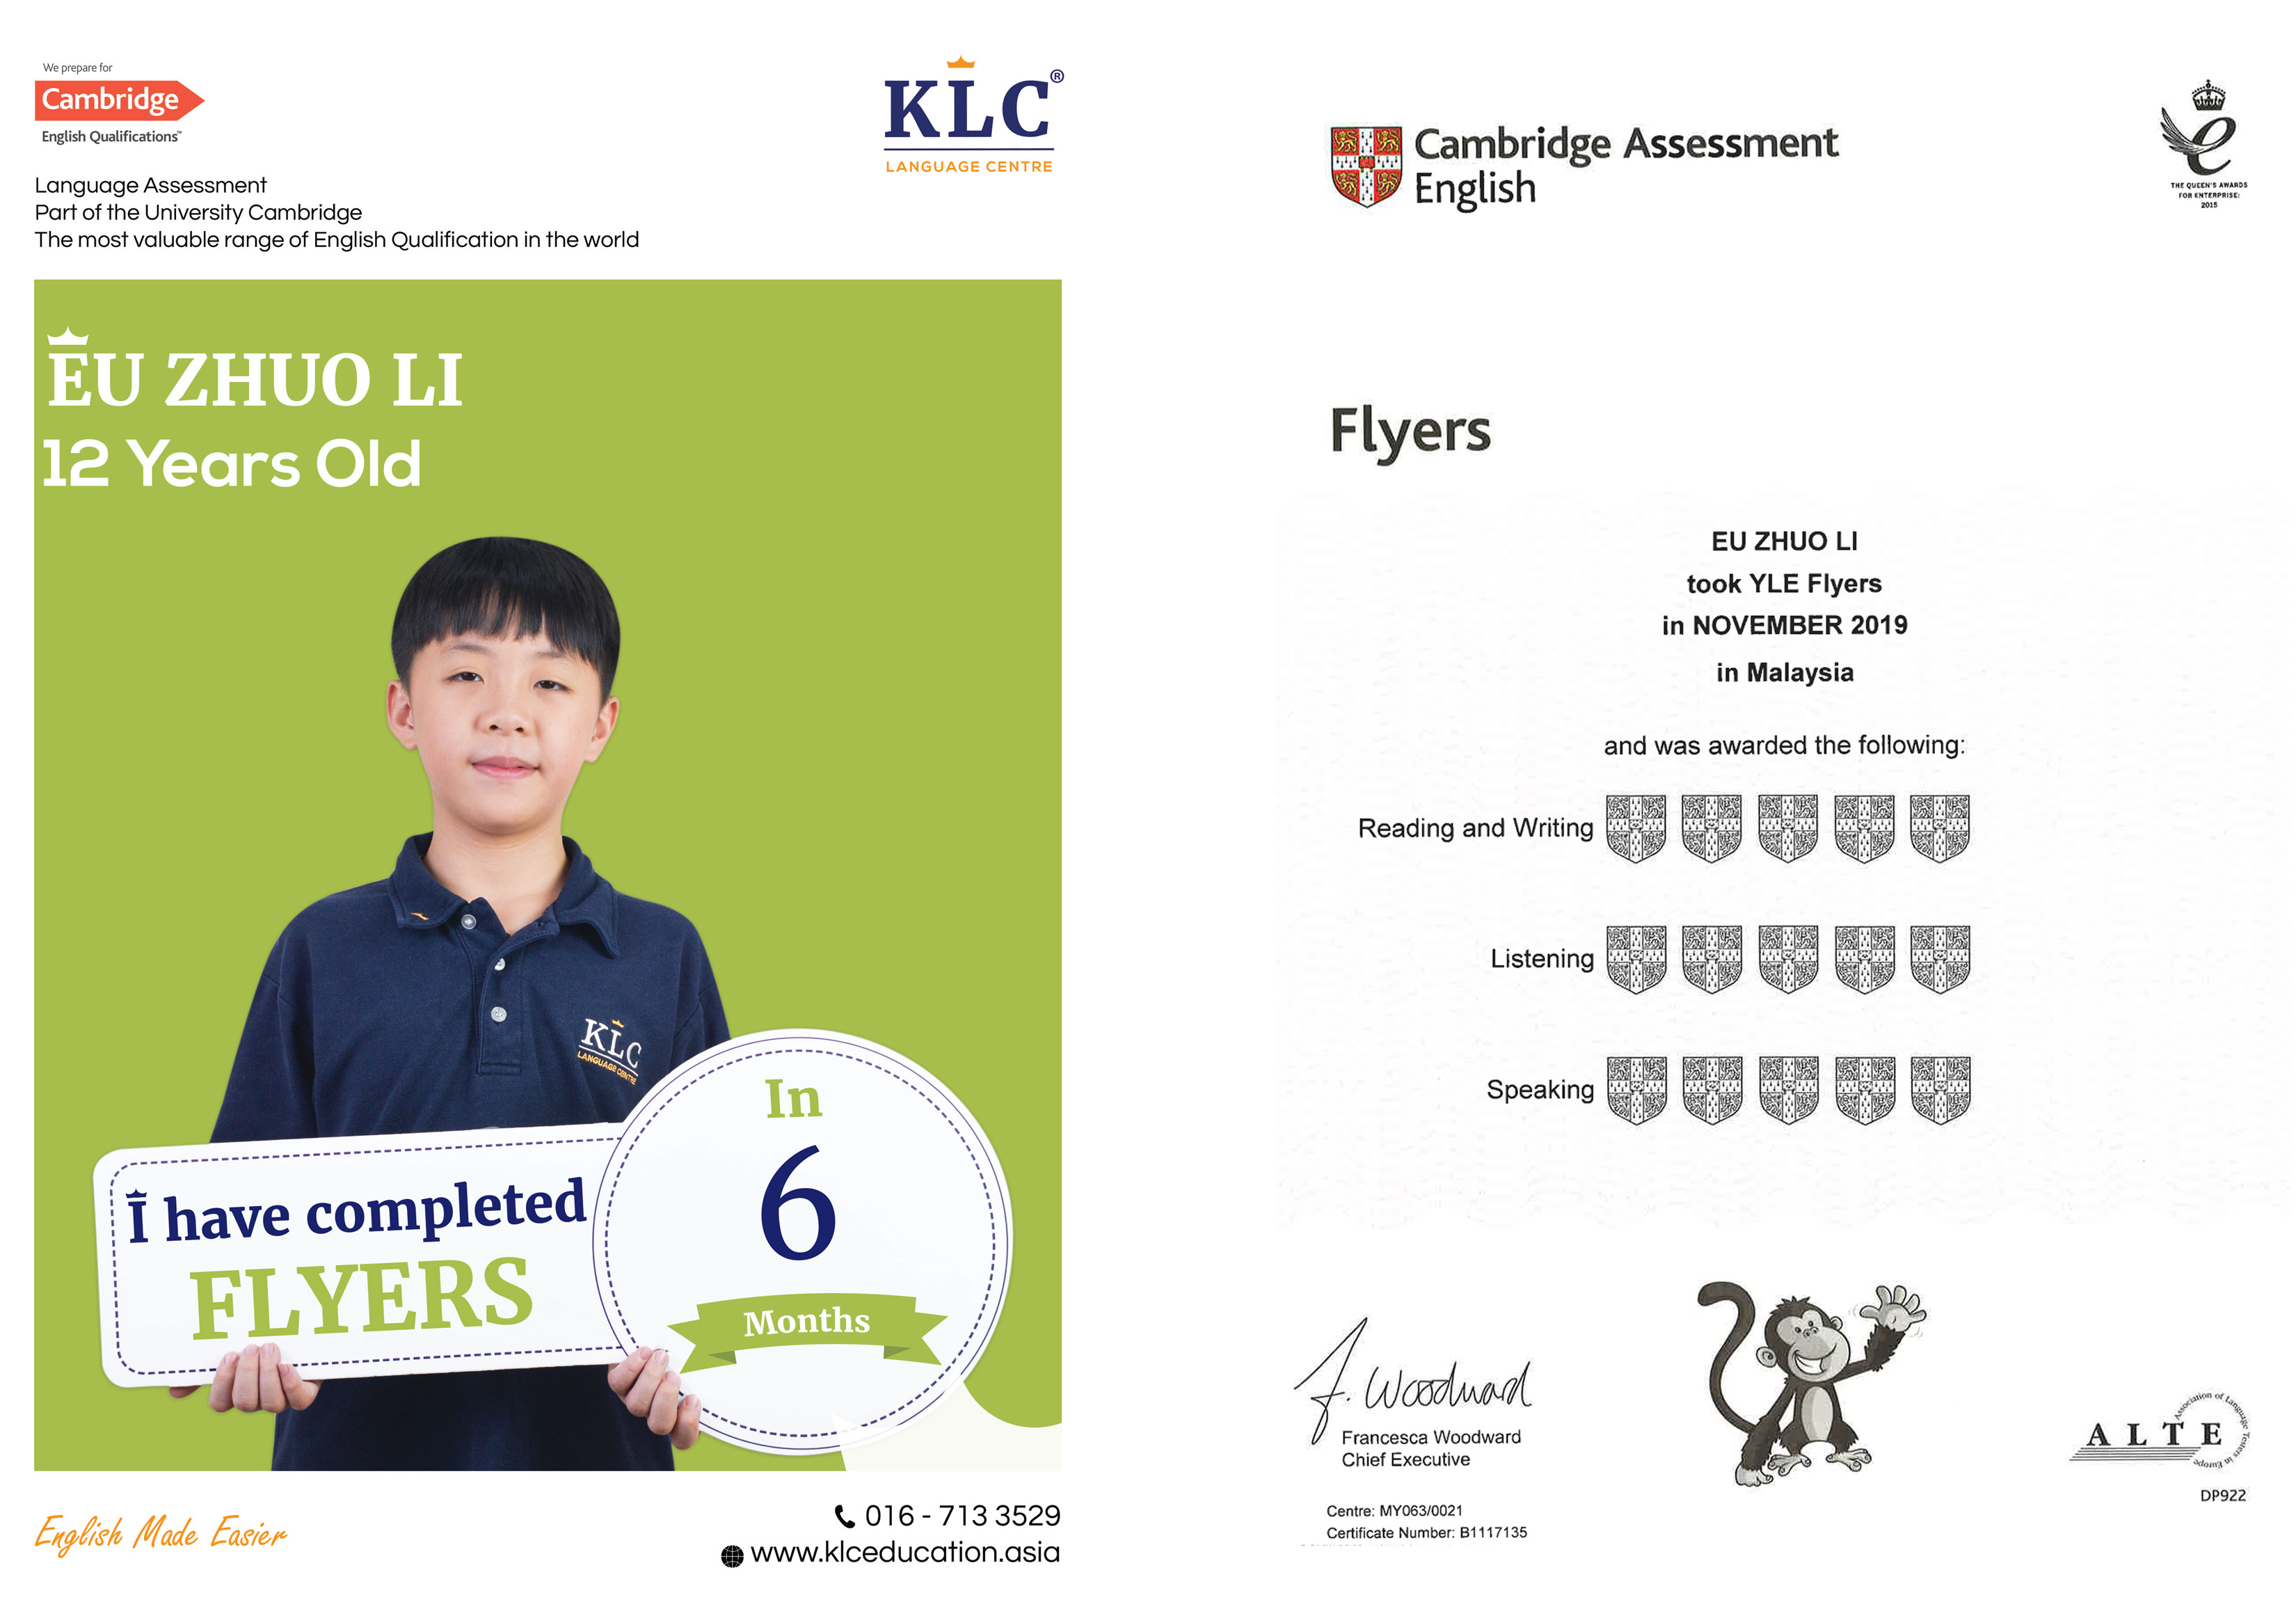 We prepare for
Cambridge
English Qualifications™
KLC®
LANGUAGE CENTRE
Language Assessment
Part of the University Cambridge
The most valuable range of English Qualification in the world
EU ZHUO LI
12 Years Old
KLC
LANGUAGE CENTRE
I have completed
FLYERS
In
6
Months
English Made Easier
016 - 713 3529
www.klceducation.asia
Cambridge Assessment
English
THE QUEEN'S AWARDS
FOR ENTERPRISE:
2015
Flyers
EU ZHUO LI
took YLE Flyers
in NOVEMBER 2019
in Malaysia
and was awarded the following:
Reading and Writing
Listening
Speaking
F. Woodward
Francesca Woodward
Chief Executive
Centre: MY063/0021
Certificate Number: B1117135
ALTE
Association of Language Testers in Europe
DP922